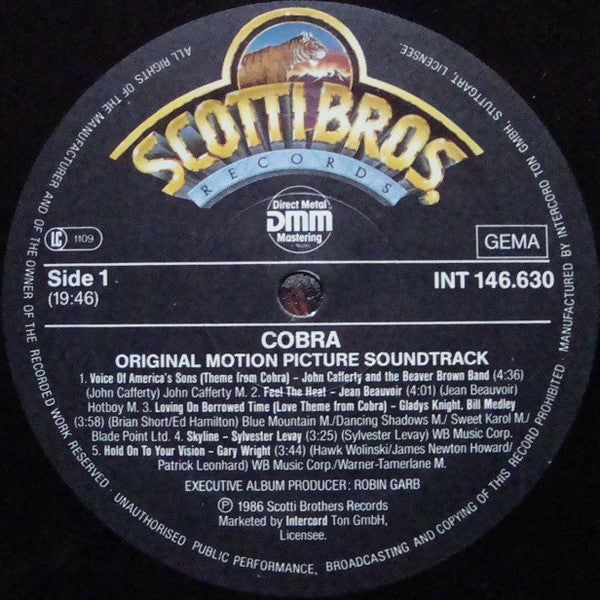 SCOTTI BROS.
RECORDS
Direct Metal
DMM
Mastering
LC 1109
GEMA
Side 1
(19:46)
INT 146.630
COBRA
ORIGINAL MOTION PICTURE SOUNDTRACK
1. Voice Of America's Sons (Theme from Cobra) – John Cafferty and the Beaver Brown Band (4:36)
(John Cafferty) John Cafferty M. 2. Feel The Heat – Jean Beauvoir (4:01) (Jean Beauvoir)
Hotboy M. 3. Loving On Borrowed Time (Love Theme from Cobra) – Gladys Knight, Bill Medley
(3:58) (Brian Short/Ed Hamilton) Blue Mountain M./Dancing Shadows M./ Sweet Karol M./
Blade Point Ltd. 4. Skyline – Sylvester Levay (3:25) (Sylvester Levay) WB Music Corp.
5. Hold On To Your Vision – Gary Wright (3:44) (Hawk Wolinski/James Newton Howard/
Patrick Leonhard) WB Music Corp./Warner-Tamerlane M.
EXECUTIVE ALBUM PRODUCER: ROBIN GARB
Ⓟ 1986 Scotti Brothers Records
Marketed by Intercord Ton GmbH,
Licensee.
ALL RIGHTS OF THE MANUFACTURER AND OF THE OWNER OF THE RECORDED WORK RESERVED · UNAUTHORISED PUBLIC PERFORMANCE, BROADCASTING AND COPYING OF THIS RECORD PROHIBITED · MANUFACTURED BY INTERCORD TON GMBH, STUTTGART, LICENSEE.